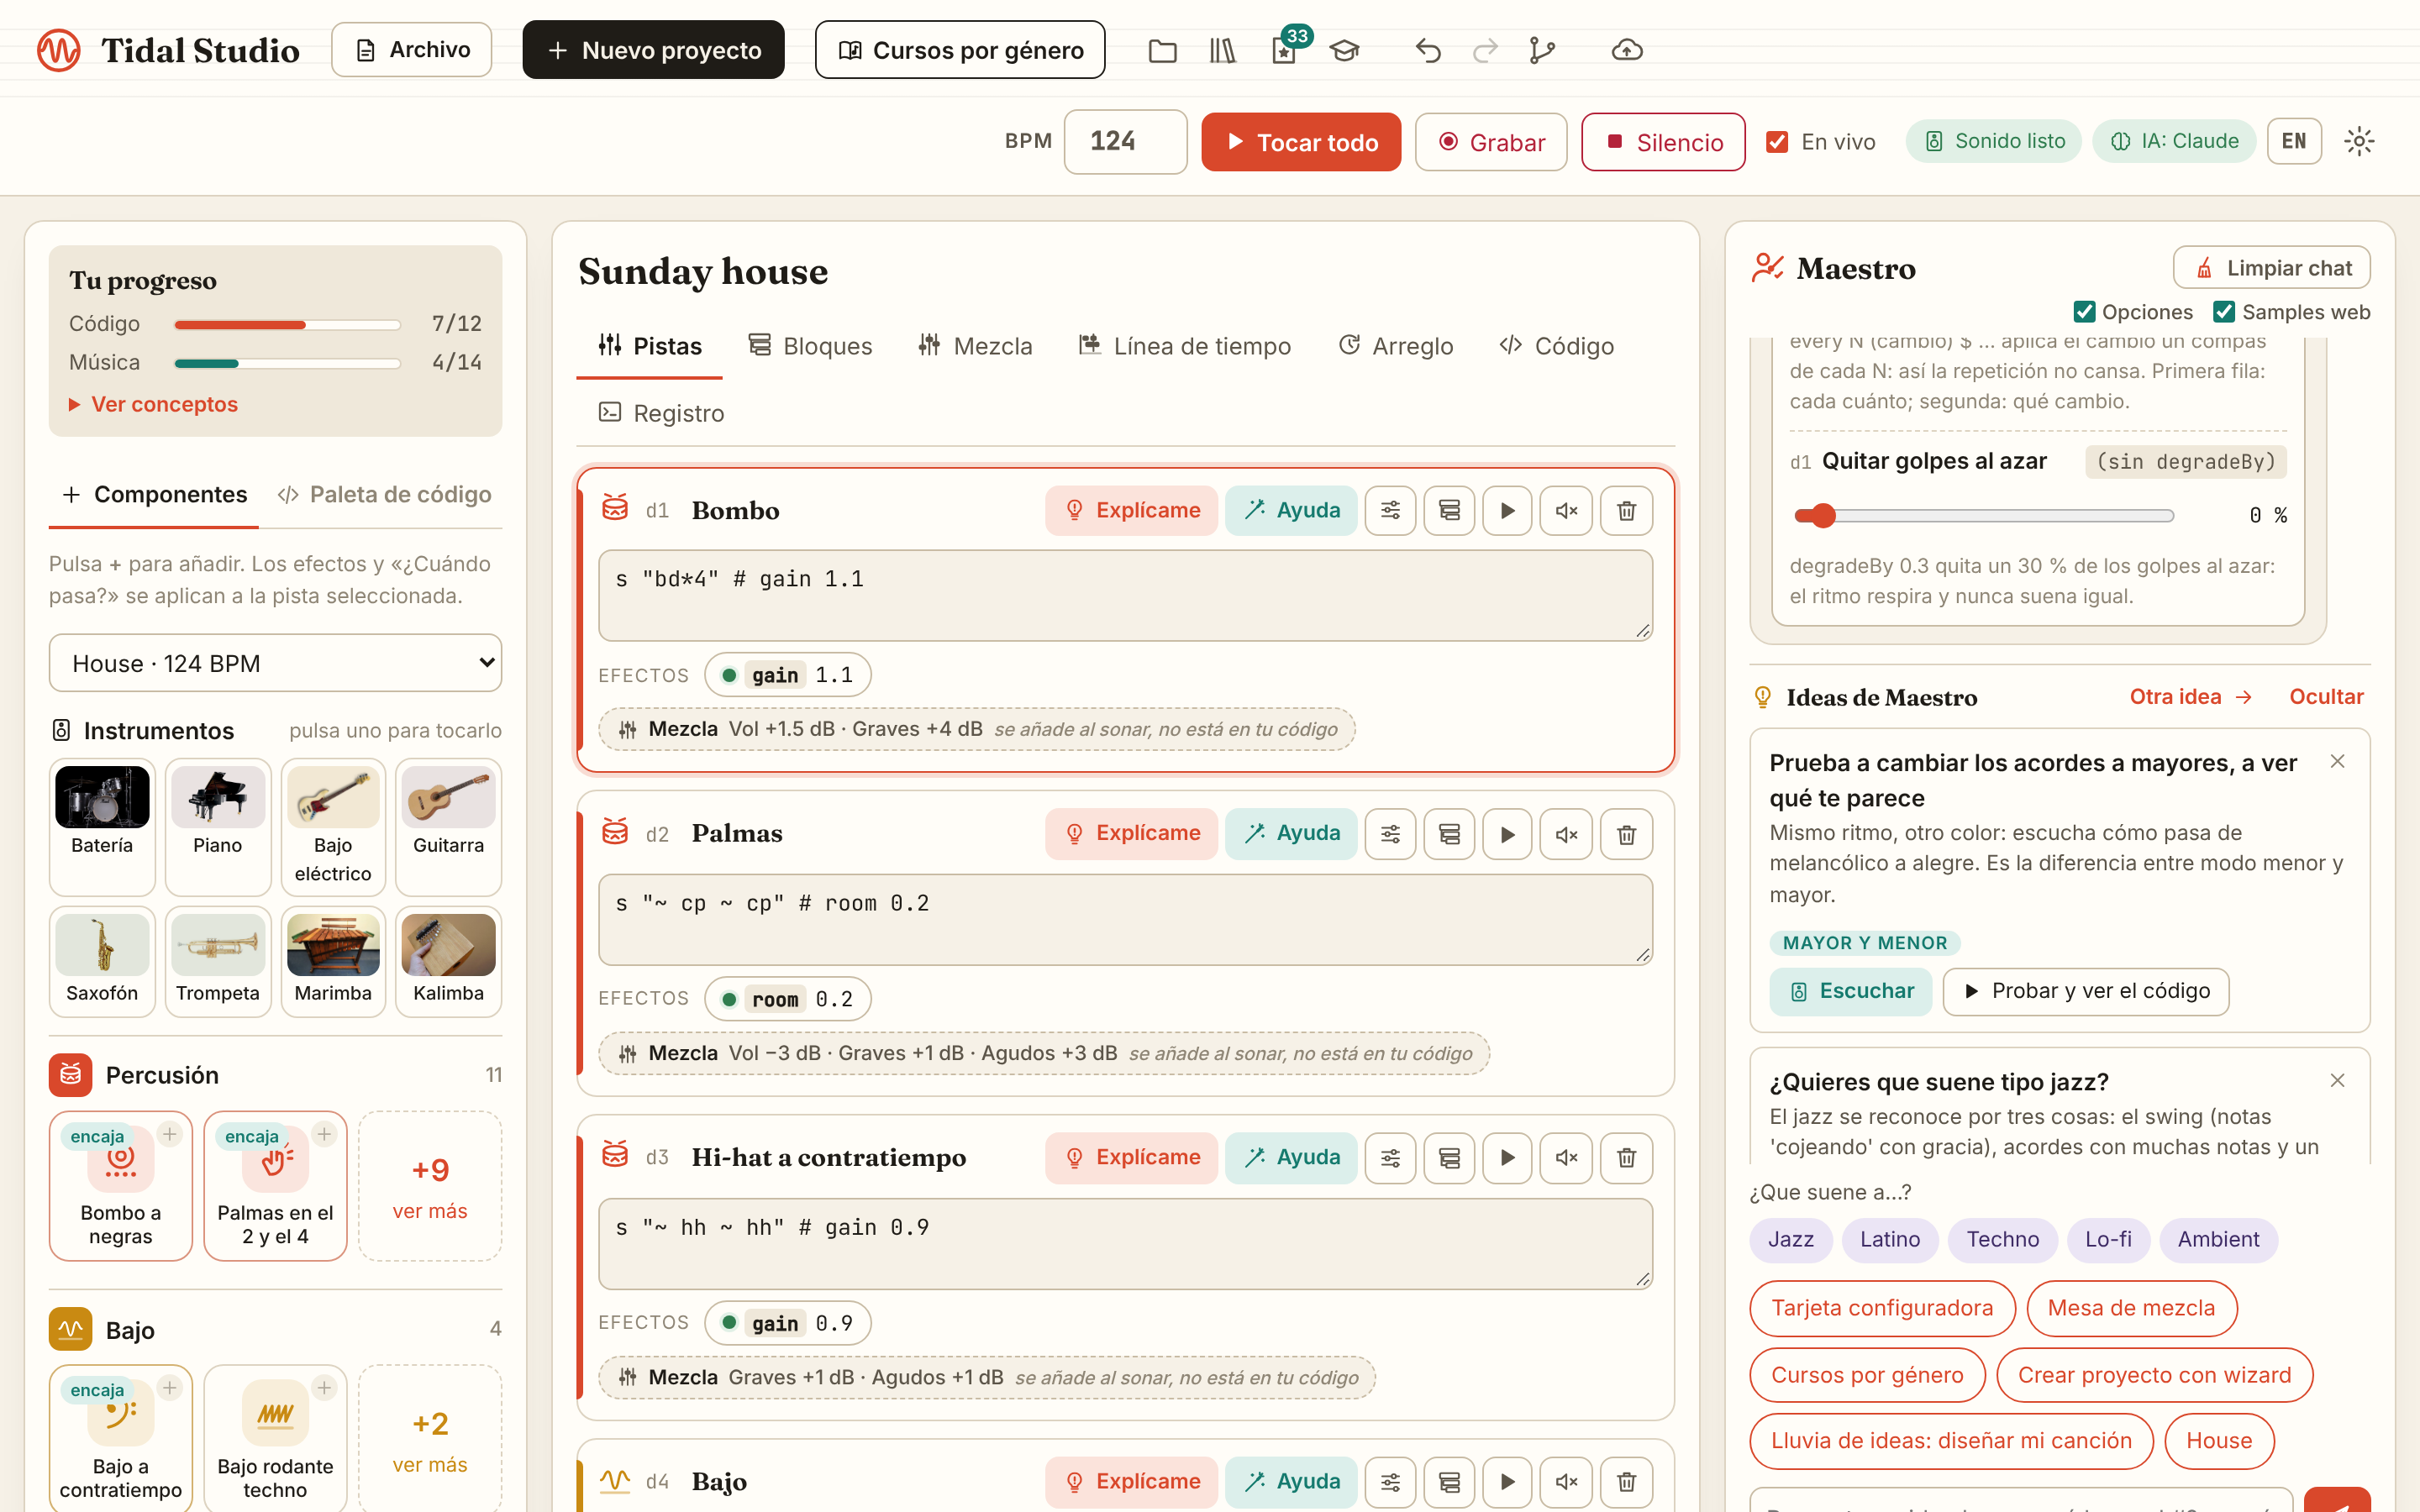 Tidal Studio
Archivo
Nuevo proyecto
Cursos por género
33
BPM
124
Tocar todo
Grabar
Silencio
En vivo
Sonido listo
IA: Claude
EN
Tu progreso
Código 7/12
Música 4/14
Ver conceptos
Componentes
Paleta de código
Pulsa + para añadir. Los efectos y «¿Cuándo
pasa?» se aplican a la pista seleccionada.
House · 124 BPM
Instrumentos
pulsa uno para tocarlo
Batería
Piano
Bajo
eléctrico
Guitarra
Saxofón
Trompeta
Marimba
Kalimba
Percusión
11
encaja
Bombo a
negras
encaja
Palmas en el
2 y el 4
+9
ver más
Bajo
4
encaja
Bajo a
contratiempo
Bajo rodante
techno
+2
ver más
Sunday house
Pistas
Bloques
Mezcla
Línea de tiempo
Arreglo
Código
Registro
d1 Bombo
Explícame
Ayuda
s "bd*4" # gain 1.1
EFECTOS
gain 1.1
Mezcla Vol +1.5 dB · Graves +4 dB se añade al sonar, no está en tu código
d2 Palmas
Explícame
Ayuda
s "~ cp ~ cp" # room 0.2
EFECTOS
room 0.2
Mezcla Vol −3 dB · Graves +1 dB · Agudos +3 dB se añade al sonar, no está en tu código
d3 Hi-hat a contratiempo
Explícame
Ayuda
s "~ hh ~ hh" # gain 0.9
EFECTOS
gain 0.9
Mezcla Graves +1 dB · Agudos +1 dB se añade al sonar, no está en tu código
d4 Bajo
Explícame
Ayuda
Maestro
Limpiar chat
Opciones
Samples web
every N (cambio) $ ... aplica el cambio un compás
de cada N: así la repetición no cansa. Primera fila:
cada cuánto; segunda: qué cambio.
d1 Quitar golpes al azar
(sin degradeBy)
0 %
degradeBy 0.3 quita un 30 % de los golpes al azar:
el ritmo respira y nunca suena igual.
Ideas de Maestro
Otra idea →
Ocultar
Prueba a cambiar los acordes a mayores, a ver
qué te parece
Mismo ritmo, otro color: escucha cómo pasa de
melancólico a alegre. Es la diferencia entre modo menor y
mayor.
MAYOR Y MENOR
Escuchar
Probar y ver el código
¿Quieres que suene tipo jazz?
El jazz se reconoce por tres cosas: el swing (notas
'cojeando' con gracia), acordes con muchas notas y un
¿Que suene a...?
Jazz
Latino
Techno
Lo-fi
Ambient
Tarjeta configuradora
Mesa de mezcla
Cursos por género
Crear proyecto con wizard
Lluvia de ideas: diseñar mi canción
House